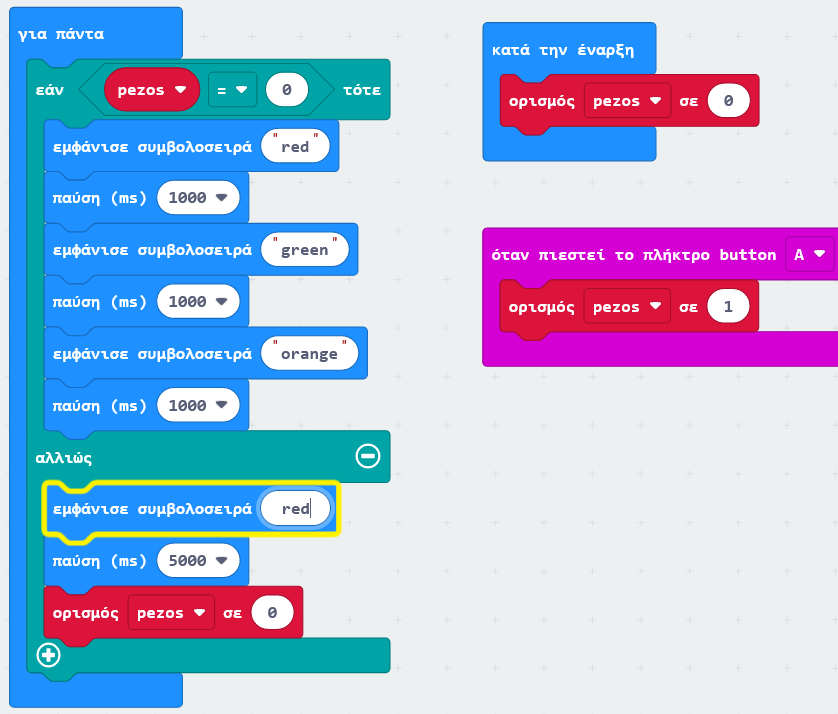 για πάντα
εάν pezos = 0 τότε
εμφάνισε συμβολοσειρά "red"
παύση (ms) 1000
εμφάνισε συμβολοσειρά "green"
παύση (ms) 1000
εμφάνισε συμβολοσειρά "orange"
παύση (ms) 1000
αλλιώς
εμφάνισε συμβολοσειρά red
παύση (ms) 5000
ορισμός pezos σε 0
κατά την έναρξη
ορισμός pezos σε 0
όταν πιεστεί το πλήκτρο button A
ορισμός pezos σε 1